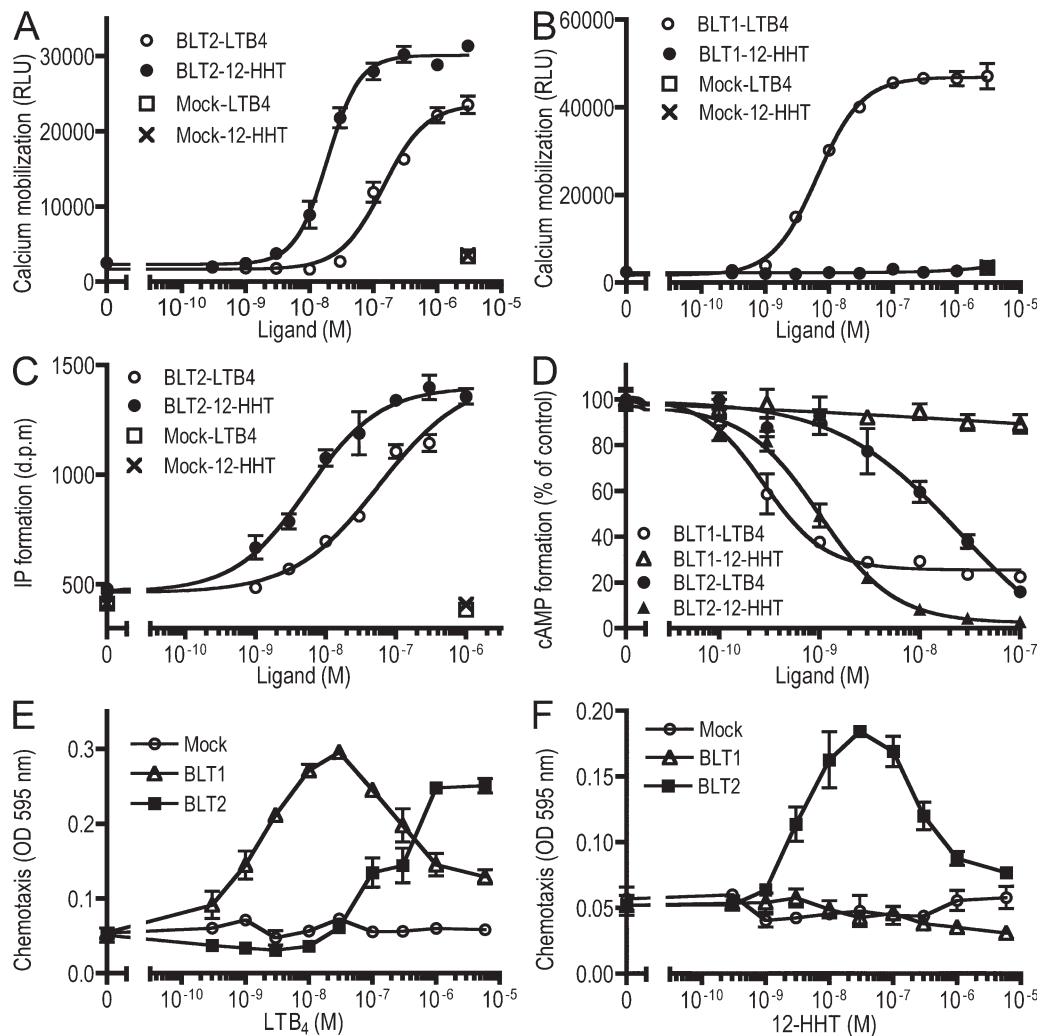 A
Calcium mobilization (RLU)
30000
20000
10000
0
BLT2-LTB4
BLT2-12-HHT
Mock-LTB4
Mock-12-HHT
0 10-10 10-9 10-8 10-7 10-6 10-5
Ligand (M)
B
Calcium mobilization (RLU)
60000
40000
20000
0
BLT1-LTB4
BLT1-12-HHT
Mock-LTB4
Mock-12-HHT
0 10-10 10-9 10-8 10-7 10-6 10-5
Ligand (M)
C
IP formation (d.p.m)
1500
1000
500
BLT2-LTB4
BLT2-12-HHT
Mock-LTB4
Mock-12-HHT
0 10-10 10-9 10-8 10-7 10-6
Ligand (M)
D
cAMP formation (% of control)
100
80
60
40
20
0
BLT1-LTB4
BLT1-12-HHT
BLT2-LTB4
BLT2-12-HHT
0 10-10 10-9 10-8 10-7
Ligand (M)
E
Chemotaxis (OD 595 nm)
0.3
0.2
0.1
0.0
Mock
BLT1
BLT2
0 10-10 10-9 10-8 10-7 10-6 10-5
LTB4 (M)
F
Chemotaxis (OD 595 nm)
0.20
0.15
0.10
0.05
0.00
Mock
BLT1
BLT2
0 10-10 10-9 10-8 10-7 10-6 10-5
12-HHT (M)